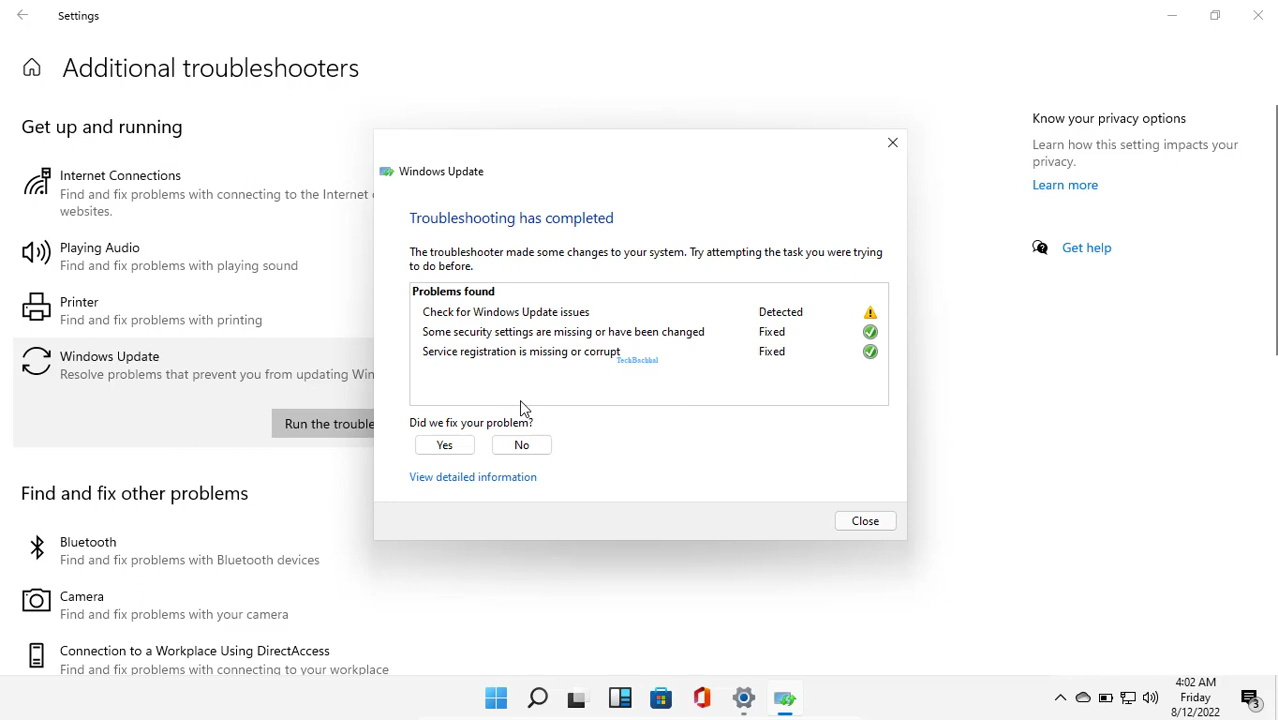 Settings
Additional troubleshooters
Get up and running
Internet Connections
Find and fix problems with connecting to the Internet
websites.
Playing Audio
Find and fix problems with playing sound
Printer
Find and fix problems with printing
Windows Update
Resolve problems that prevent you from updating Win
Run the trouble
Find and fix other problems
Bluetooth
Find and fix problems with Bluetooth devices
Camera
Find and fix problems with your camera
Connection to a Workplace Using DirectAccess
Find and fix problems with connecting to your workplace
Windows Update
Troubleshooting has completed
The troubleshooter made some changes to your system. Try attempting the task you were trying
to do before.
Problems found
Check for Windows Update issues Detected
Some security settings are missing or have been changed Fixed
Service registration is missing or corrupt Fixed
TechBachhal
Did we fix your problem?
Yes No
View detailed information
Close
Know your privacy options
Learn how this setting impacts your
privacy.
Learn more
Get help
4:02 AM
Friday
8/12/2022
3